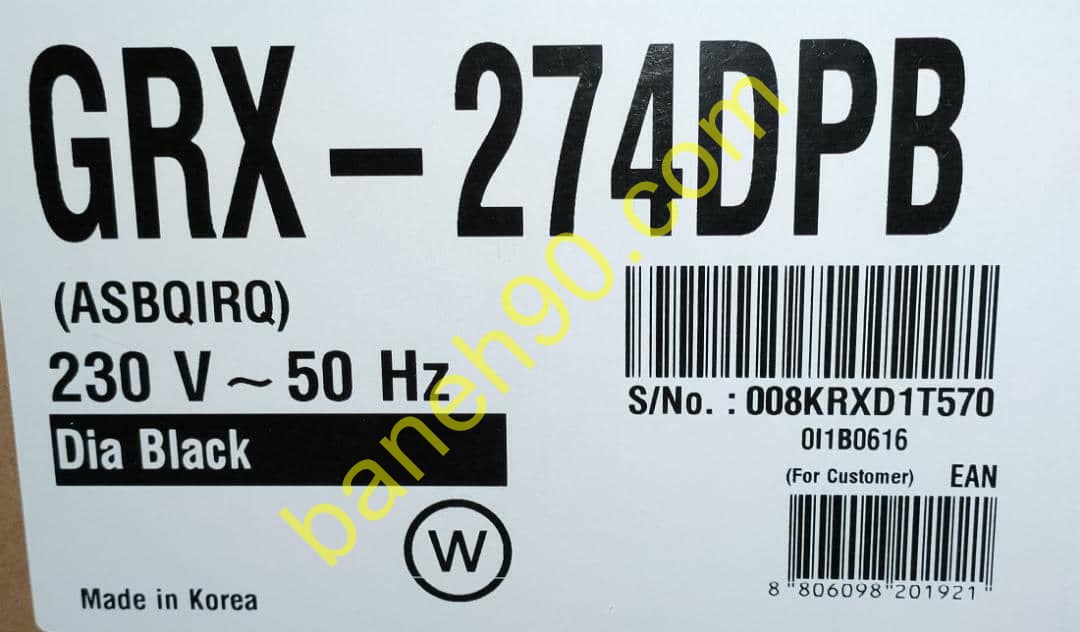 GRX-274DPB
(ASBQIRQ)
230 V ~ 50 Hz
Dia Black
W
Made in Korea
S/No. : 008KRXD1T570
0I1B0616
(For Customer) EAN
8 "806098"201921"
baneh90.com